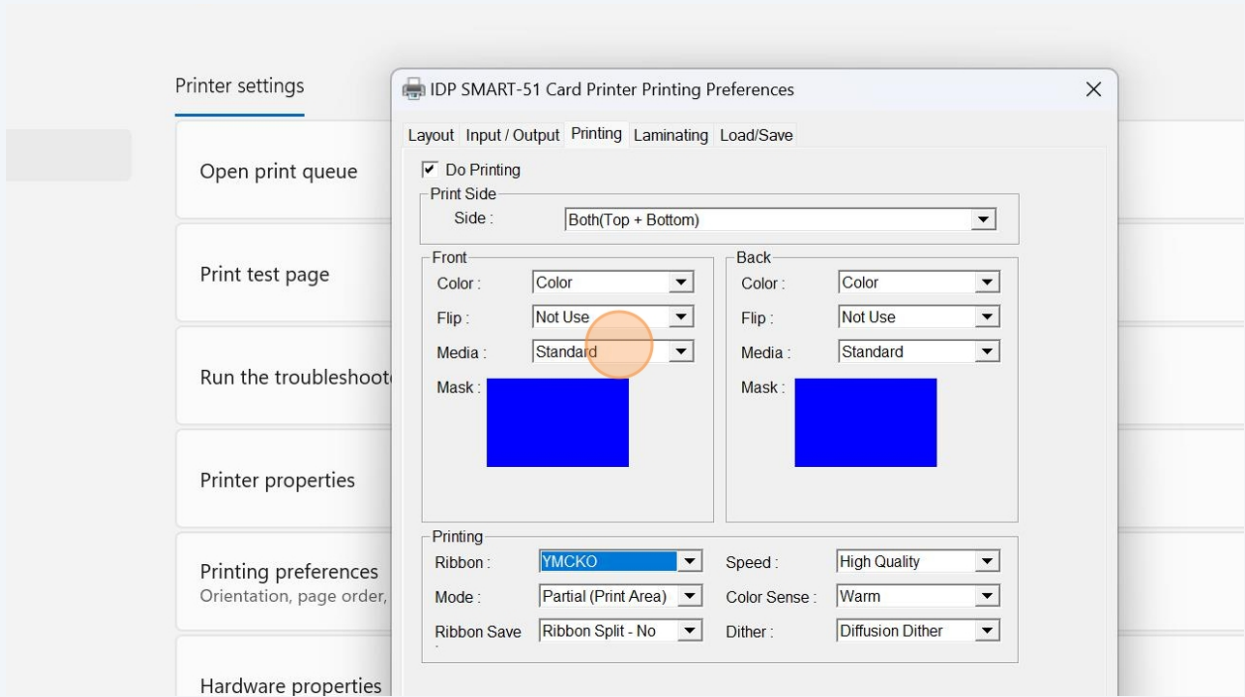 Printer settings
Open print queue
Print test page
Run the troubleshoot
Printer properties
Printing preferences
Orientation, page order,
Hardware properties
IDP SMART-51 Card Printer Printing Preferences
Layout Input / Output Printing Laminating Load/Save
Do Printing
Print Side
Side : Both(Top + Bottom)
Front
Color : Color
Flip : Not Use
Media : Standard
Mask :
Back
Color : Color
Flip : Not Use
Media : Standard
Mask :
Printing
Ribbon : YMCKO Speed : High Quality
Mode : Partial (Print Area) Color Sense : Warm
Ribbon Save Ribbon Split - No Dither : Diffusion Dither